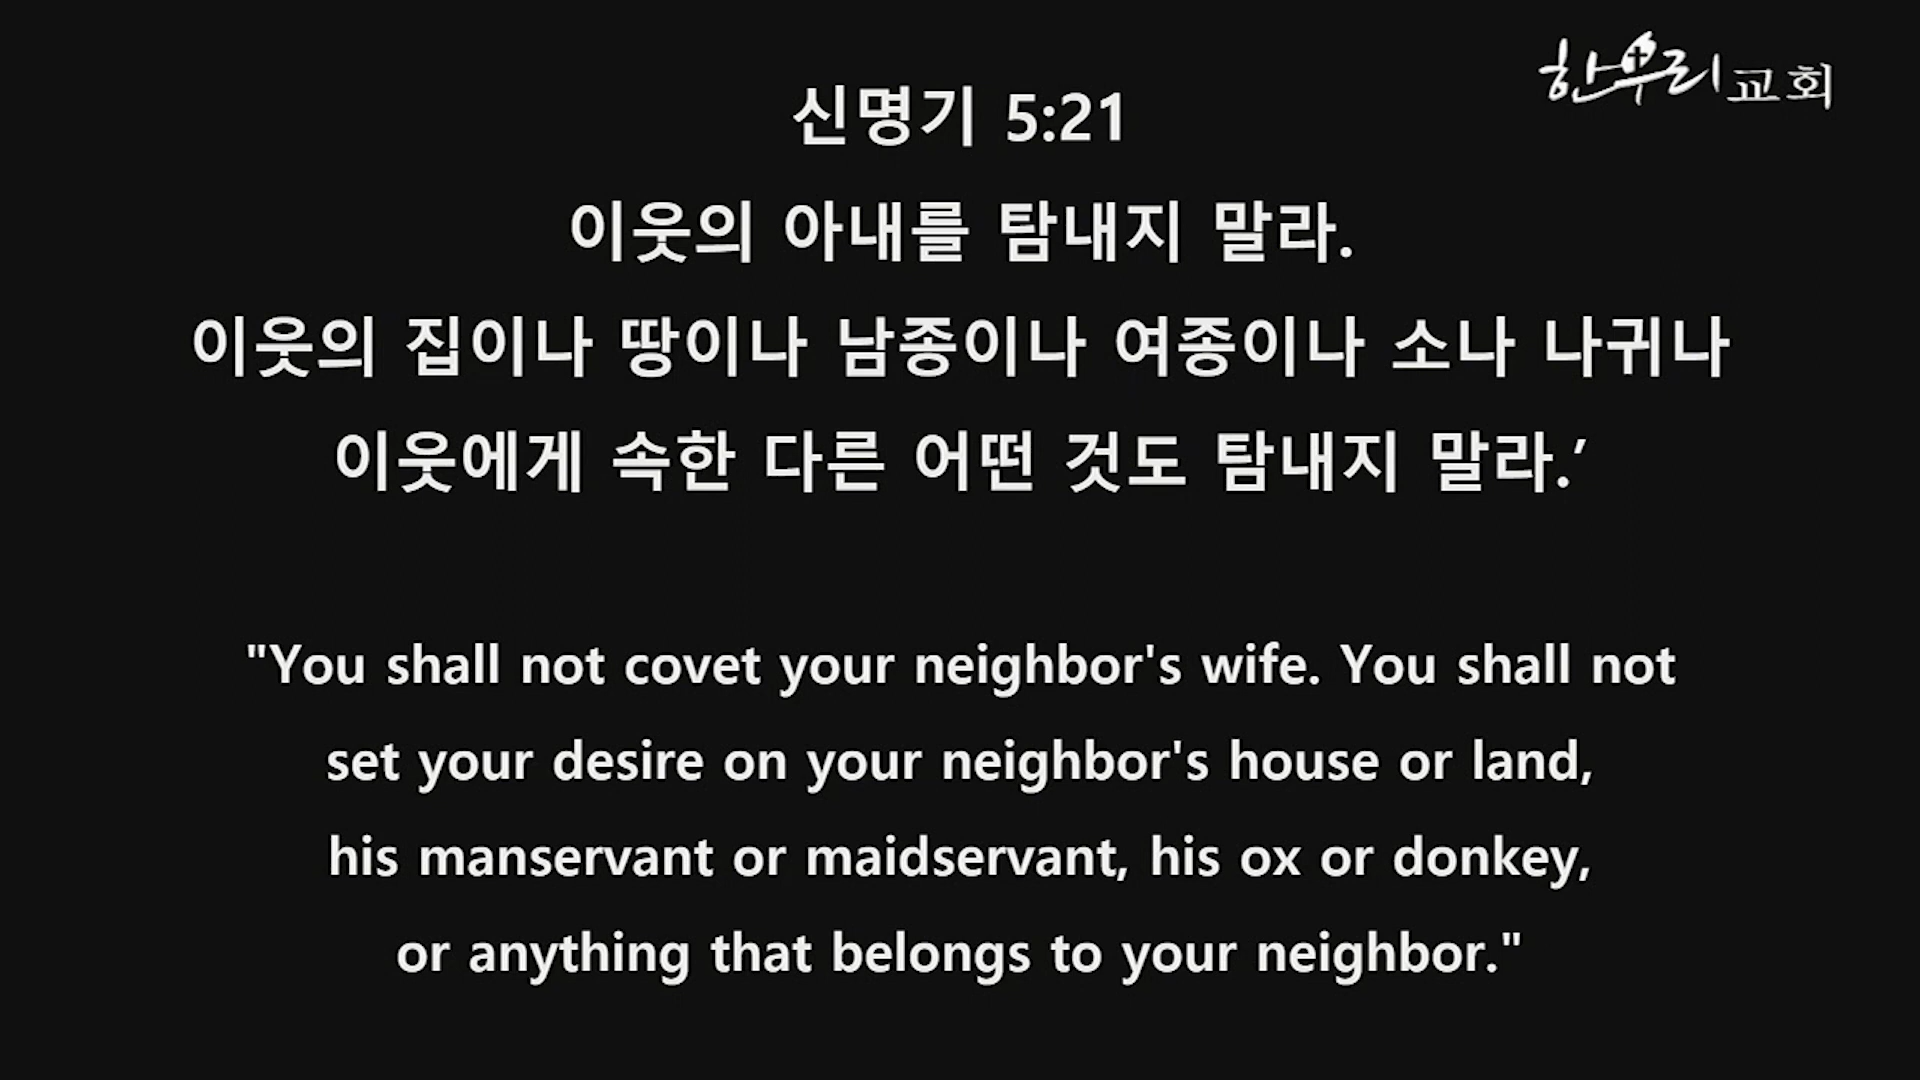 한우리교회
신명기 5:21
이웃의 아내를 탐내지 말라.
이웃의 집이나 땅이나 남종이나 여종이나 소나 나귀나
이웃에게 속한 다른 어떤 것도 탐내지 말라.’
"You shall not covet your neighbor's wife. You shall not
set your desire on your neighbor's house or land,
his manservant or maidservant, his ox or donkey,
or anything that belongs to your neighbor."